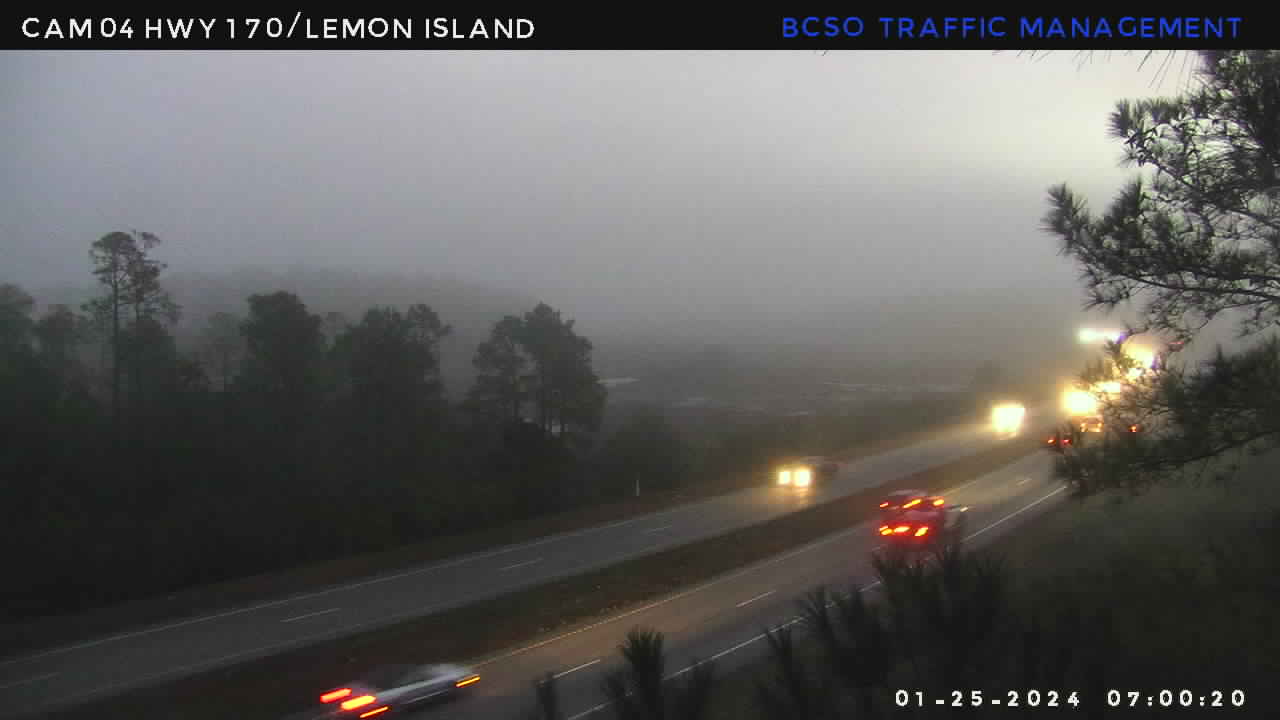 CAM04 HWY 170/LEMON ISLAND
BCSO TRAFFIC MANAGEMENT
01-25-2024 07:00:20